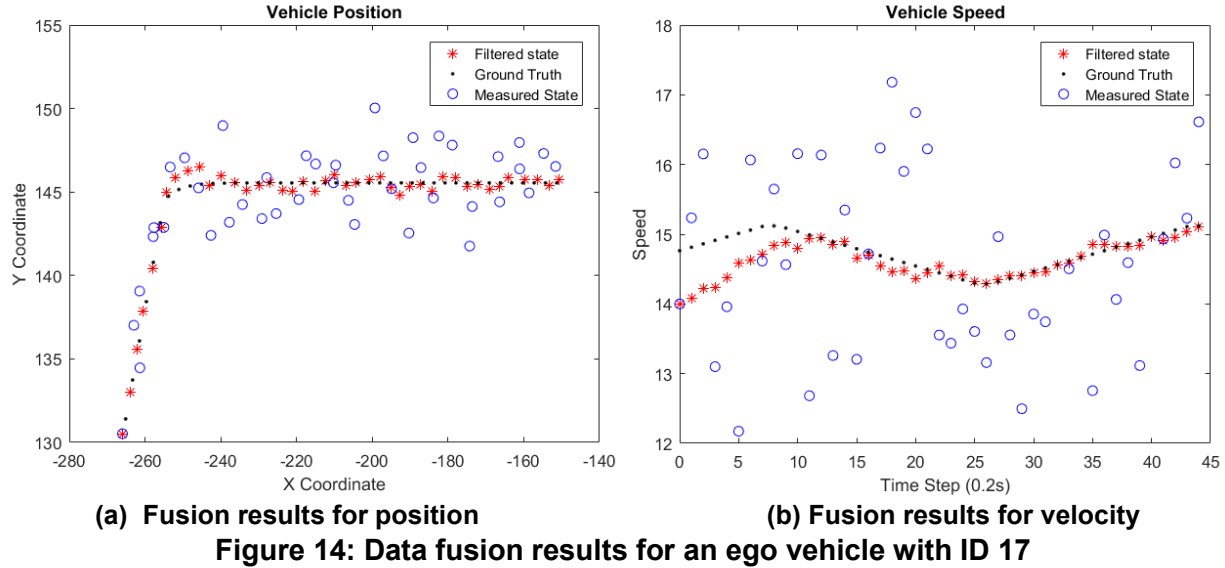 Vehicle Position
155
150
145
140
135
130
Y Coordinate
-280
-260
-240
-220
-200
-180
-160
-140
X Coordinate
Filtered state
Ground Truth
Measured State
Vehicle Speed
18
17
16
15
14
13
12
Speed
0
5
10
15
20
25
30
35
40
45
Time Step (0.2s)
Filtered state
Ground Truth
Measured State
(a) Fusion results for position
(b) Fusion results for velocity
Figure 14: Data fusion results for an ego vehicle with ID 17